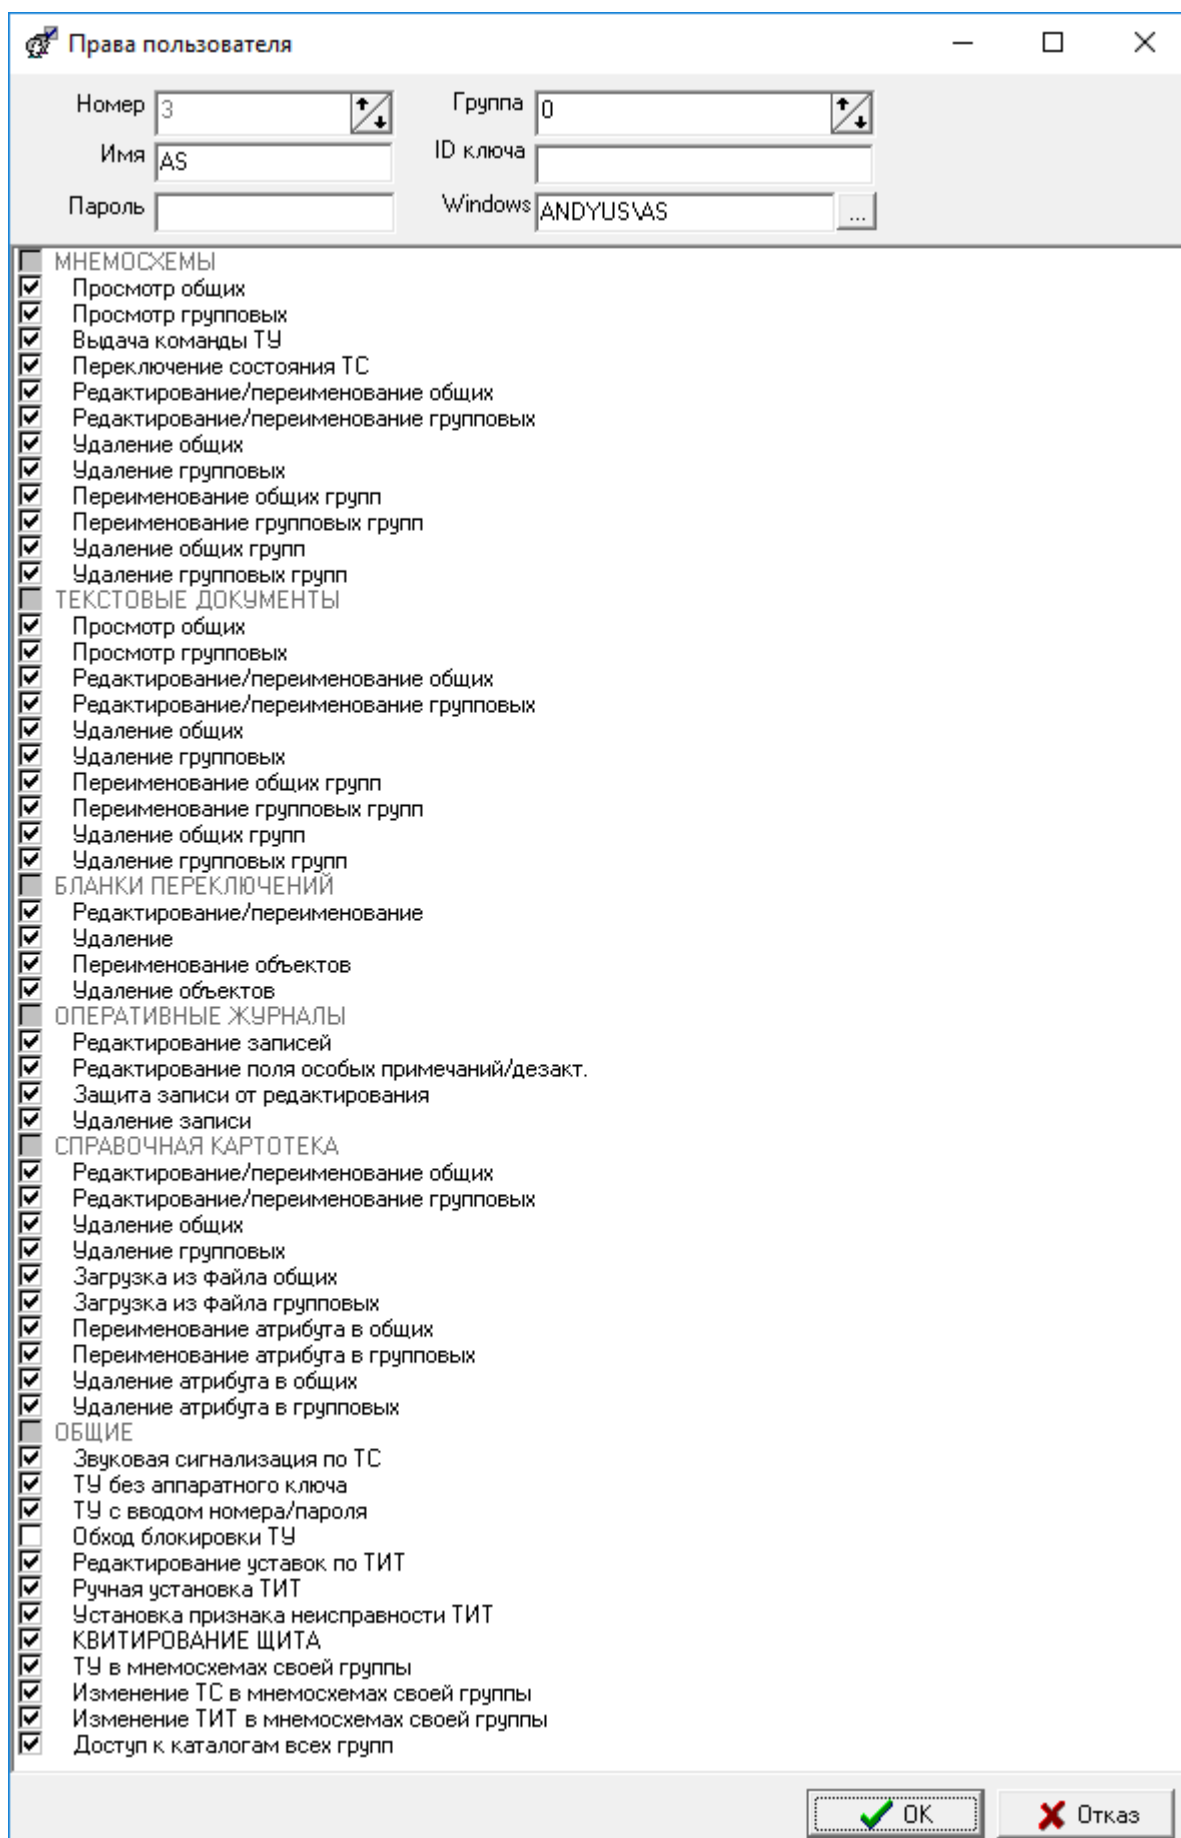 Права пользователя
Номер 3 Группа 0
Имя AS ID ключа
Пароль Windows ANDYUS\AS ...
МНЕМОСХЕМЫ
Просмотр общих
Просмотр групповых
Выдача команды ТУ
Переключение состояния ТС
Редактирование/переименование общих
Редактирование/переименование групповых
Удаление общих
Удаление групповых
Переименование общих групп
Переименование групповых групп
Удаление общих групп
Удаление групповых групп
ТЕКСТОВЫЕ ДОКУМЕНТЫ
Просмотр общих
Просмотр групповых
Редактирование/переименование общих
Редактирование/переименование групповых
Удаление общих
Удаление групповых
Переименование общих групп
Переименование групповых групп
Удаление общих групп
Удаление групповых групп
БЛАНКИ ПЕРЕКЛЮЧЕНИЙ
Редактирование/переименование
Удаление
Переименование объектов
Удаление объектов
ОПЕРАТИВНЫЕ ЖУРНАЛЫ
Редактирование записей
Редактирование поля особых примечаний/дезакт.
Защита записи от редактирования
Удаление записи
СПРАВОЧНАЯ КАРТОТЕКА
Редактирование/переименование общих
Редактирование/переименование групповых
Удаление общих
Удаление групповых
Загрузка из файла общих
Загрузка из файла групповых
Переименование атрибута в общих
Переименование атрибута в групповых
Удаление атрибута в общих
Удаление атрибута в групповых
ОБЩИЕ
Звуковая сигнализация по ТС
ТУ без аппаратного ключа
ТУ с вводом номера/пароля
Обход блокировки ТУ
Редактирование уставок по ТИТ
Ручная установка ТИТ
Установка признака неисправности ТИТ
КВИТИРОВАНИЕ ЩИТА
ТУ в мнемосхемах своей группы
Изменение ТС в мнемосхемах своей группы
Изменение ТИТ в мнемосхемах своей группы
Доступ к каталогам всех групп
OK Отказ